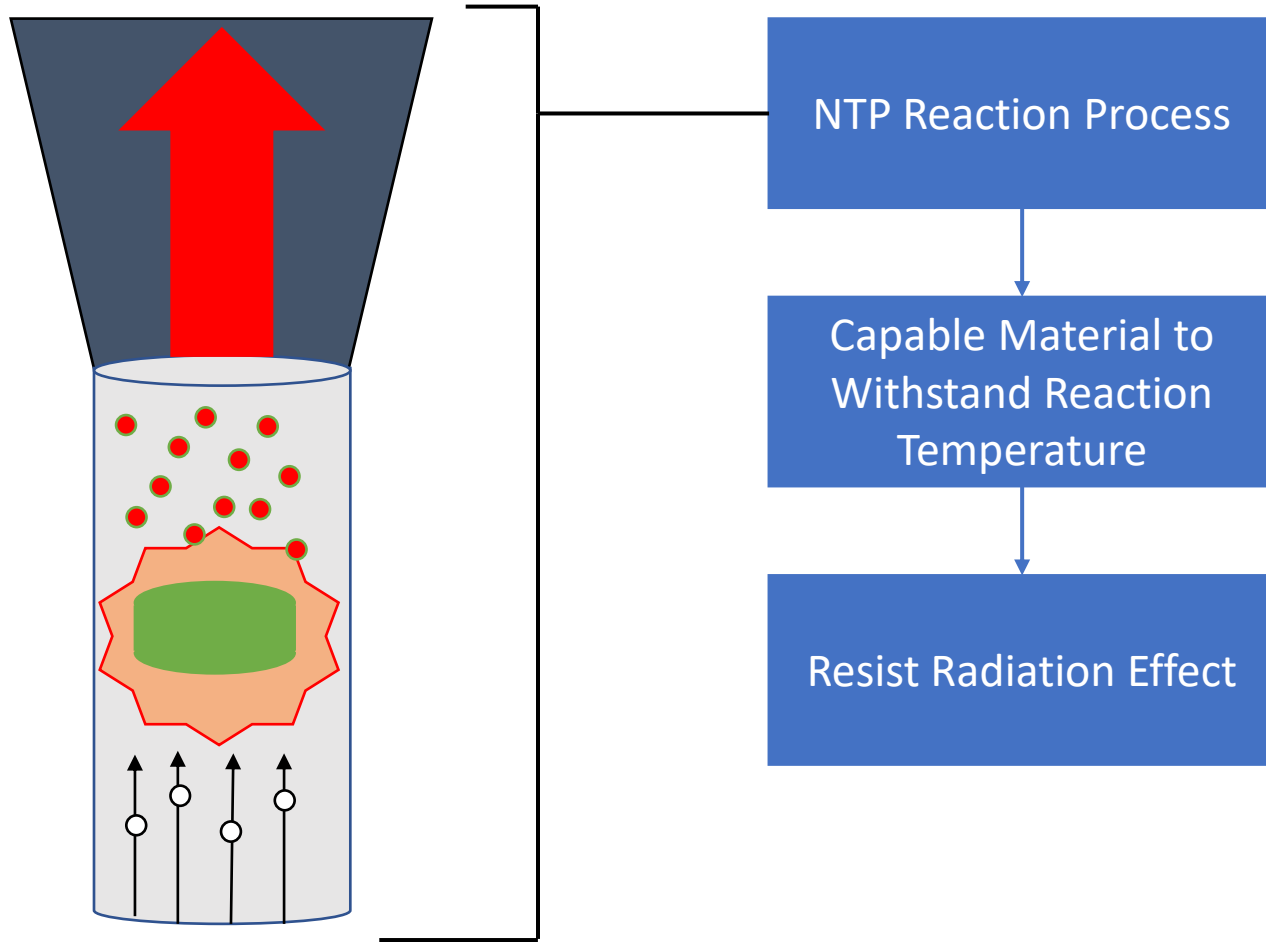 NTP Reaction Process
Capable Material to
Withstand Reaction
Temperature
Resist Radiation Effect